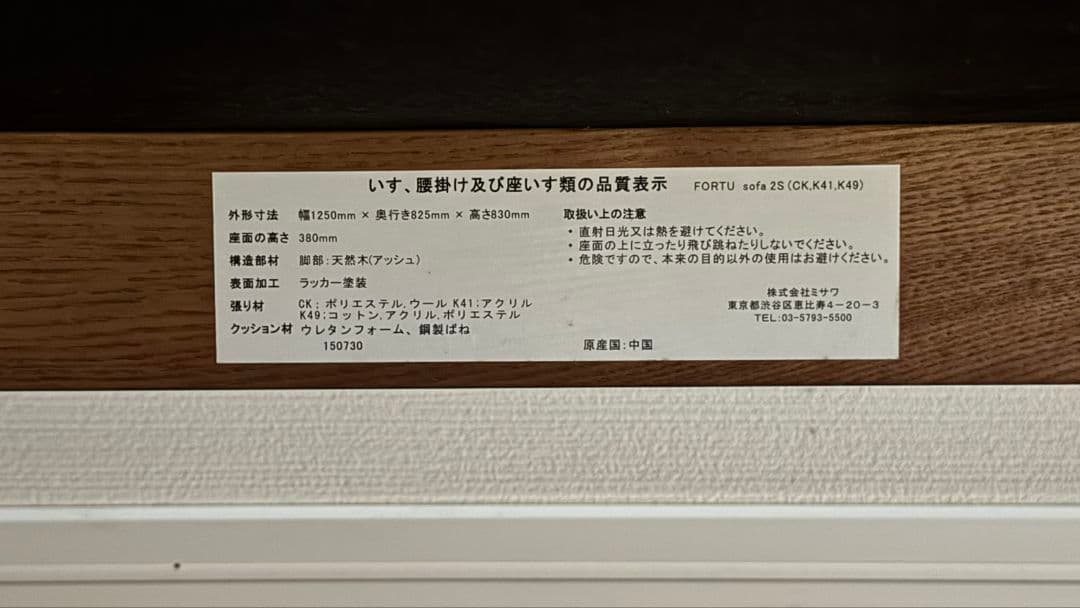 いす、腰掛け及び座いす類の品質表示 FORTU sofa 2S(CK,K41,K49)
外形寸法 幅1250mm × 奥行き825mm × 高さ830mm
座面の高さ 380mm
構造部材 脚部:天然木(アッシュ)
表面加工 ラッカー塗装
張り材 CK; ポリエステル,ウール K41;アクリル
K49;コットン,アクリル,ポリエステル
クッション材 ウレタンフォーム、鋼製ばね
150730
取扱い上の注意
・直射日光又は熱を避けてください。
・座面の上に立ったり飛び跳ねたりしないでください。
・危険ですので、本来の目的以外の使用はお避けください。
株式会社ミサワ
東京都渋谷区恵比寿4-20-3
TEL:03-5793-5500
原産国:中国